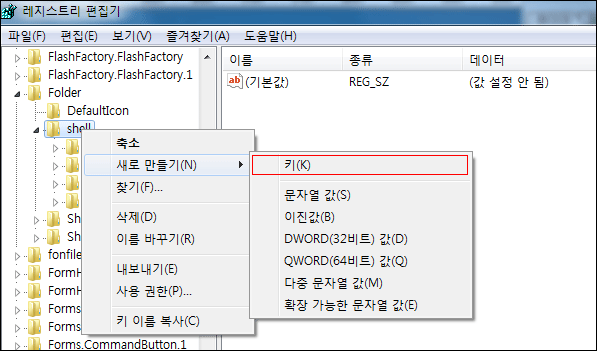 레지스트리 편집기
파일(F) 편집(E) 보기(V) 즐겨찾기(A) 도움말(H)
FlashFactory.FlashFactory
FlashFactory.FlashFactory.1
Folder
DefaultIcon
shell
Sh
Sh
fonfile
FormH
FormH
Forms
Forms
Forms.CommandButton.1
이름 종류 데이터
ab (기본값) REG_SZ (값 설정 안 됨)
축소
새로 만들기(N)
찾기(F)...
삭제(D)
이름 바꾸기(R)
내보내기(E)
사용 권한(P)...
키 이름 복사(C)
키(K)
문자열 값(S)
이진값(B)
DWORD(32비트) 값(D)
QWORD(64비트) 값(Q)
다중 문자열 값(M)
확장 가능한 문자열 값(E)